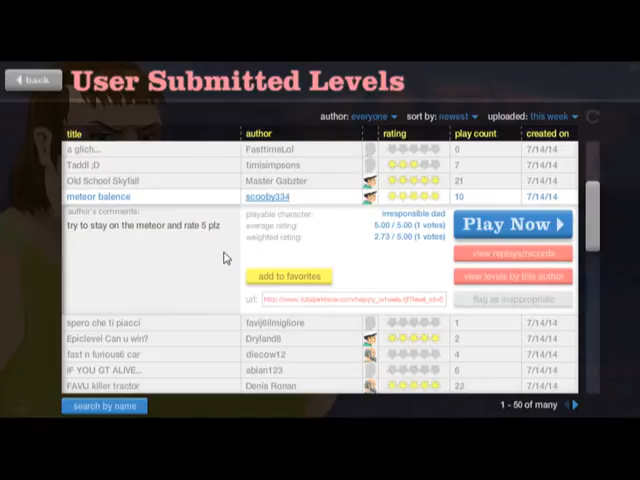 back
User Submitted Levels
author: everyone sort by: newest uploaded: this week
title author rating play count created on
a glich... FasttimeLol 0 7/14/14
Taddl ;D timisimpsons 7 7/14/14
Old School Skyfall Master Gabzter 21 7/14/14
meteor balence scooby334 10 7/14/14
author's comments:
try to stay on the meteor and rate 5 plz
playable character: irresponsible dad
average rating: 5.00 / 5.00 (1 votes)
weighted rating: 2.73 / 5.00 (1 votes)
Play Now
view replays/records
add to favorites
view levels by this author
url:
flag as inappropriate
spero che ti piacci favij6ilmigliore 1 7/14/14
Epiclevel Can u win? Dryland8 2 7/14/14
fast n furious6 car diecow12 4 7/14/14
IF YOU GT ALIVE... abian123 6 7/14/14
FAVIJ killer tractor Denis Ronan 22 7/14/14
search by name
1 - 50 of many